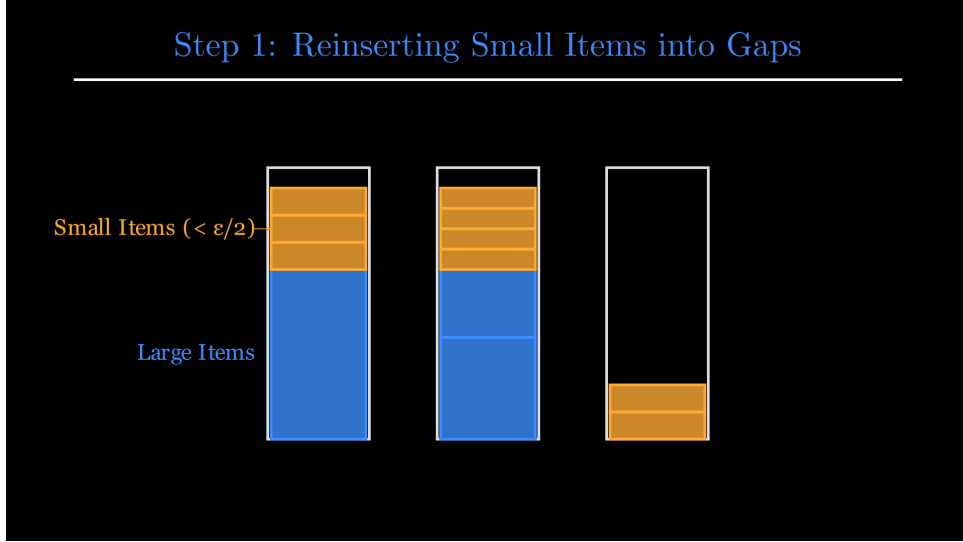 Step 1: Reinserting Small Items into Gaps
Small Items (< ε/2)
Large Items